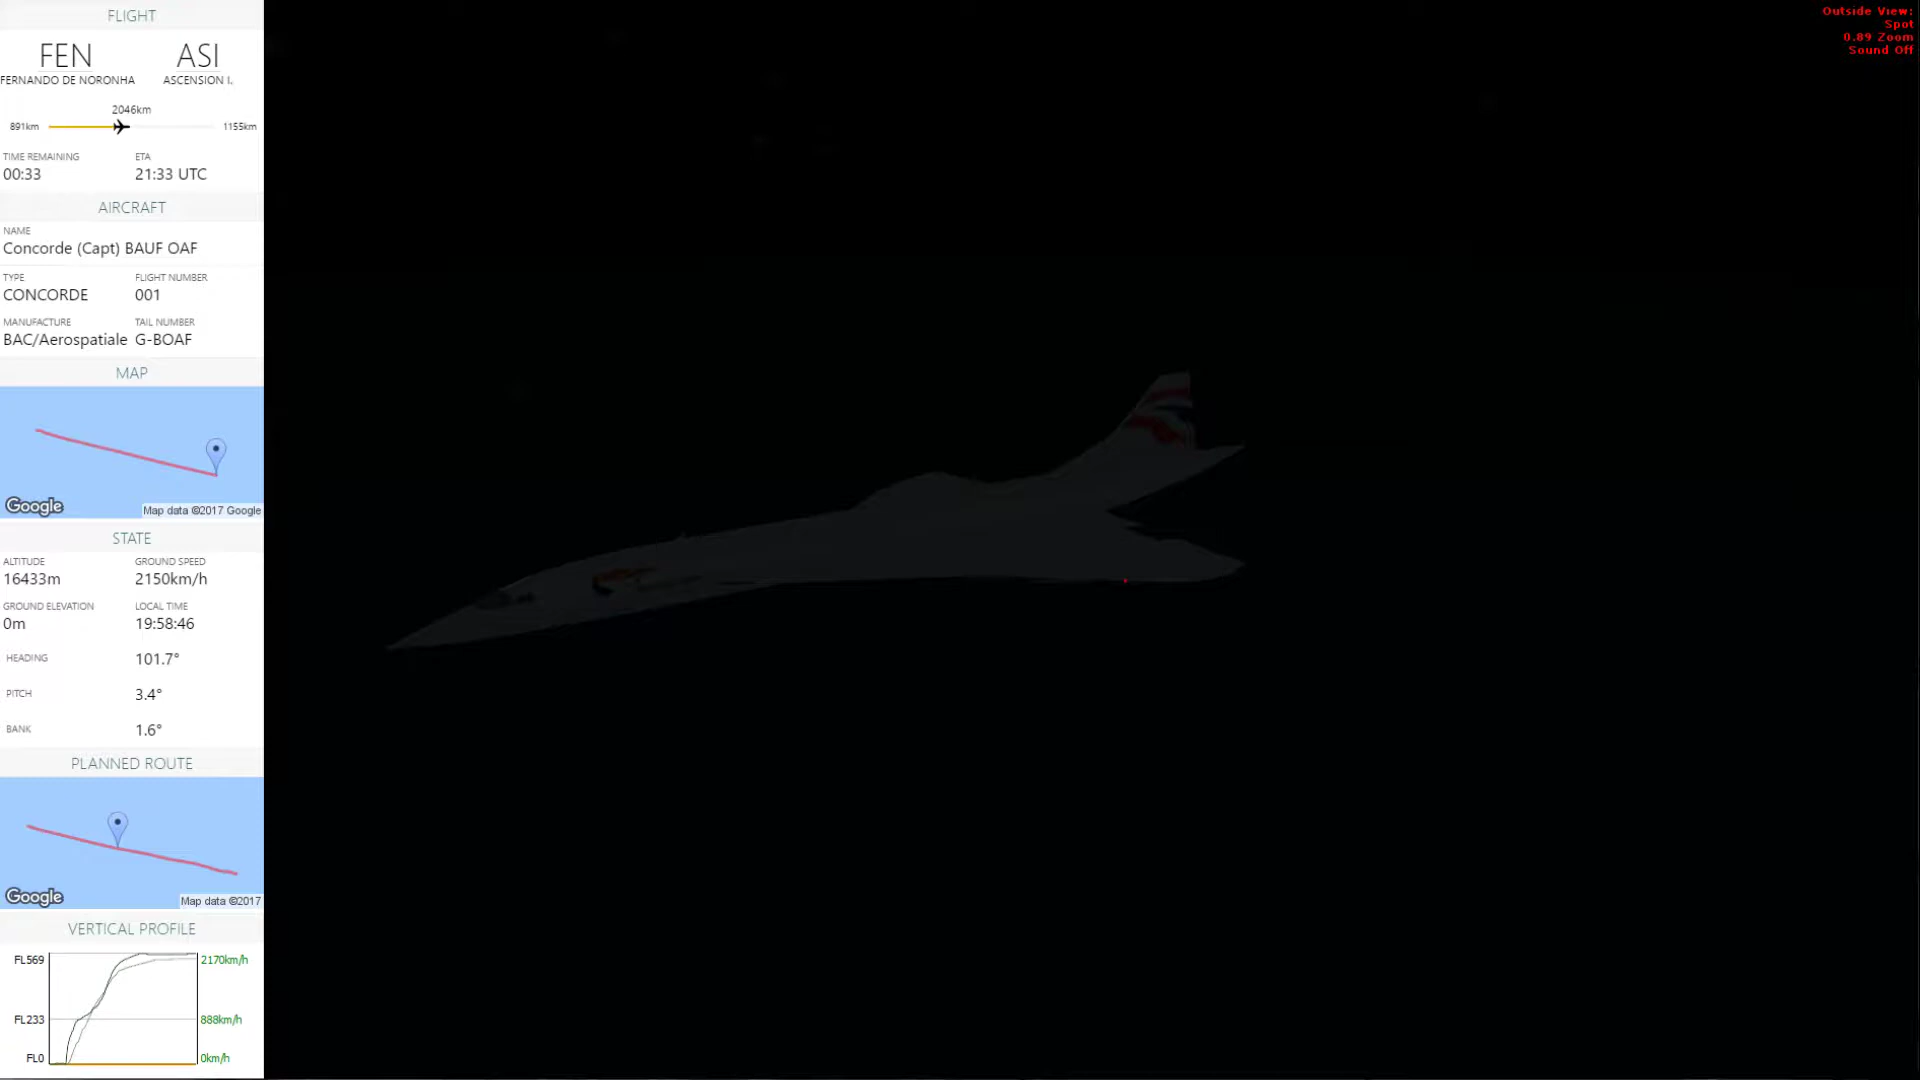 FLIGHT
FEN ASI
FERNANDO DE NORONHA ASCENSION I.
2046km
891km 1155km
TIME REMAINING ETA
00:33 21:33 UTC
AIRCRAFT
NAME
Concorde (Capt) BAUF OAF
TYPE FLIGHT NUMBER
CONCORDE 001
MANUFACTURE TAIL NUMBER
BAC/Aerospatiale G-BOAF
MAP
Google Map data ©2017 Google
STATE
ALTITUDE GROUND SPEED
16433m 2150km/h
GROUND ELEVATION LOCAL TIME
0m 19:58:46
HEADING 101.7°
PITCH 3.4°
BANK 1.6°
PLANNED ROUTE
Google Map data ©2017
VERTICAL PROFILE
FL569 2170km/h
FL233 888km/h
FL0 0km/h
Outside View:
Spot
0.89 Zoom
Sound Off